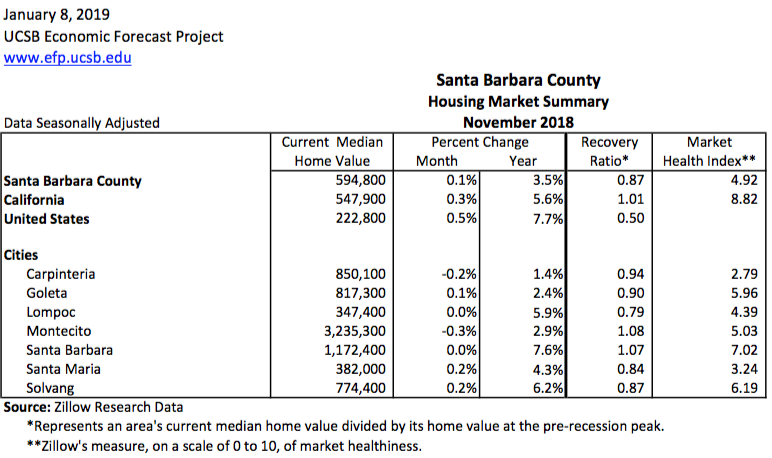 January 8, 2019
UCSB Economic Forecast Project
www.efp.ucsb.edu
Santa Barbara County
Housing Market Summary
Data Seasonally Adjusted November 2018
Current Median Percent Change Recovery Market
Home Value Month Year Ratio* Health Index**
Santa Barbara County 594,800 0.1% 3.5% 0.87 4.92
California 547,900 0.3% 5.6% 1.01 8.82
United States 222,800 0.5% 7.7% 0.50
Cities
Carpinteria 850,100 -0.2% 1.4% 0.94 2.79
Goleta 817,300 0.1% 2.4% 0.90 5.96
Lompoc 347,400 0.0% 5.9% 0.79 4.39
Montecito 3,235,300 -0.3% 2.9% 1.08 5.03
Santa Barbara 1,172,400 0.0% 7.6% 1.07 7.02
Santa Maria 382,000 0.2% 4.3% 0.84 3.24
Solvang 774,400 0.2% 6.2% 0.87 6.19
Source: Zillow Research Data
*Represents an area's current median home value divided by its home value at the pre-recession peak.
**Zillow's measure, on a scale of 0 to 10, of market healthiness.